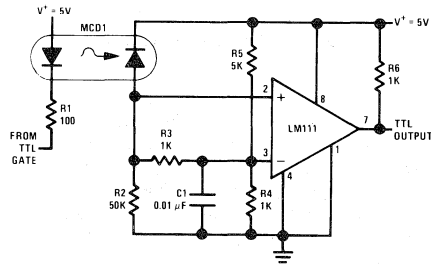 V⁺ = 5V
MCD1
V⁺ = 5V
R5
5K
R6
1K
R1
100
2
+
8
LM111
7
TTL
OUTPUT
FROM
TTL
GATE
R3
1K
3
−
1
4
R2
50K
C1
0.01 μF
R4
1K